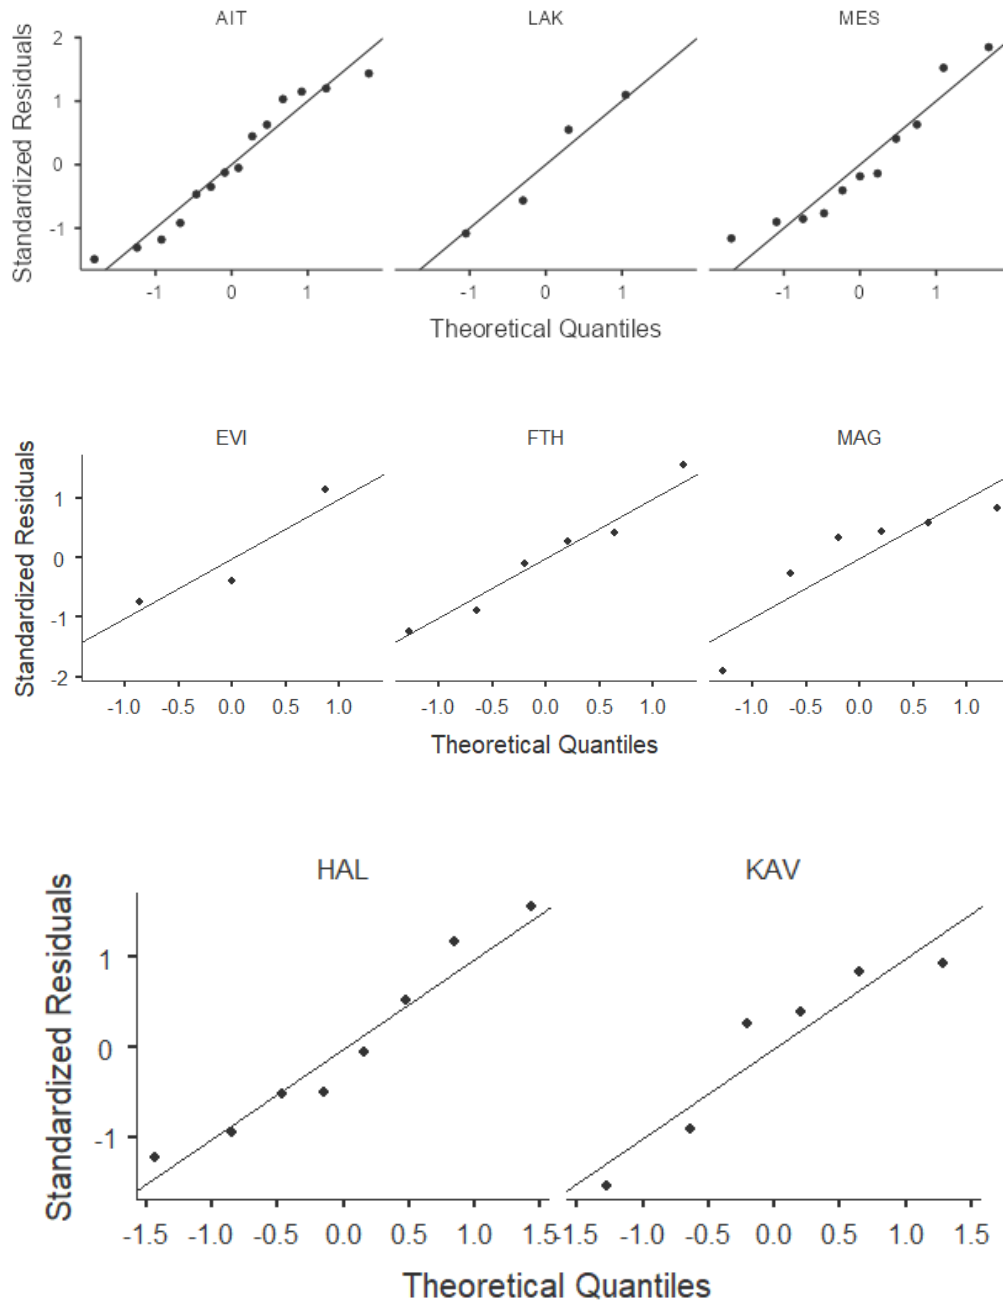 AIT LAK MES
Standardized Residuals
2
1
0
-1
-1 0 1 -1 0 1 -1 0 1
Theoretical Quantiles
EVI FTH MAG
Standardized Residuals
1
0
-1
-2
-1.0 -0.5 0.0 0.5 1.0 -1.0 -0.5 0.0 0.5 1.0 -1.0 -0.5 0.0 0.5 1.0
Theoretical Quantiles
HAL KAV
Standardized Residuals
1
0
-1
-1.5 -1.0 -0.5 0.0 0.5 1.0 1.5 -1.5 -1.0 -0.5 0.0 0.5 1.0 1.5
Theoretical Quantiles